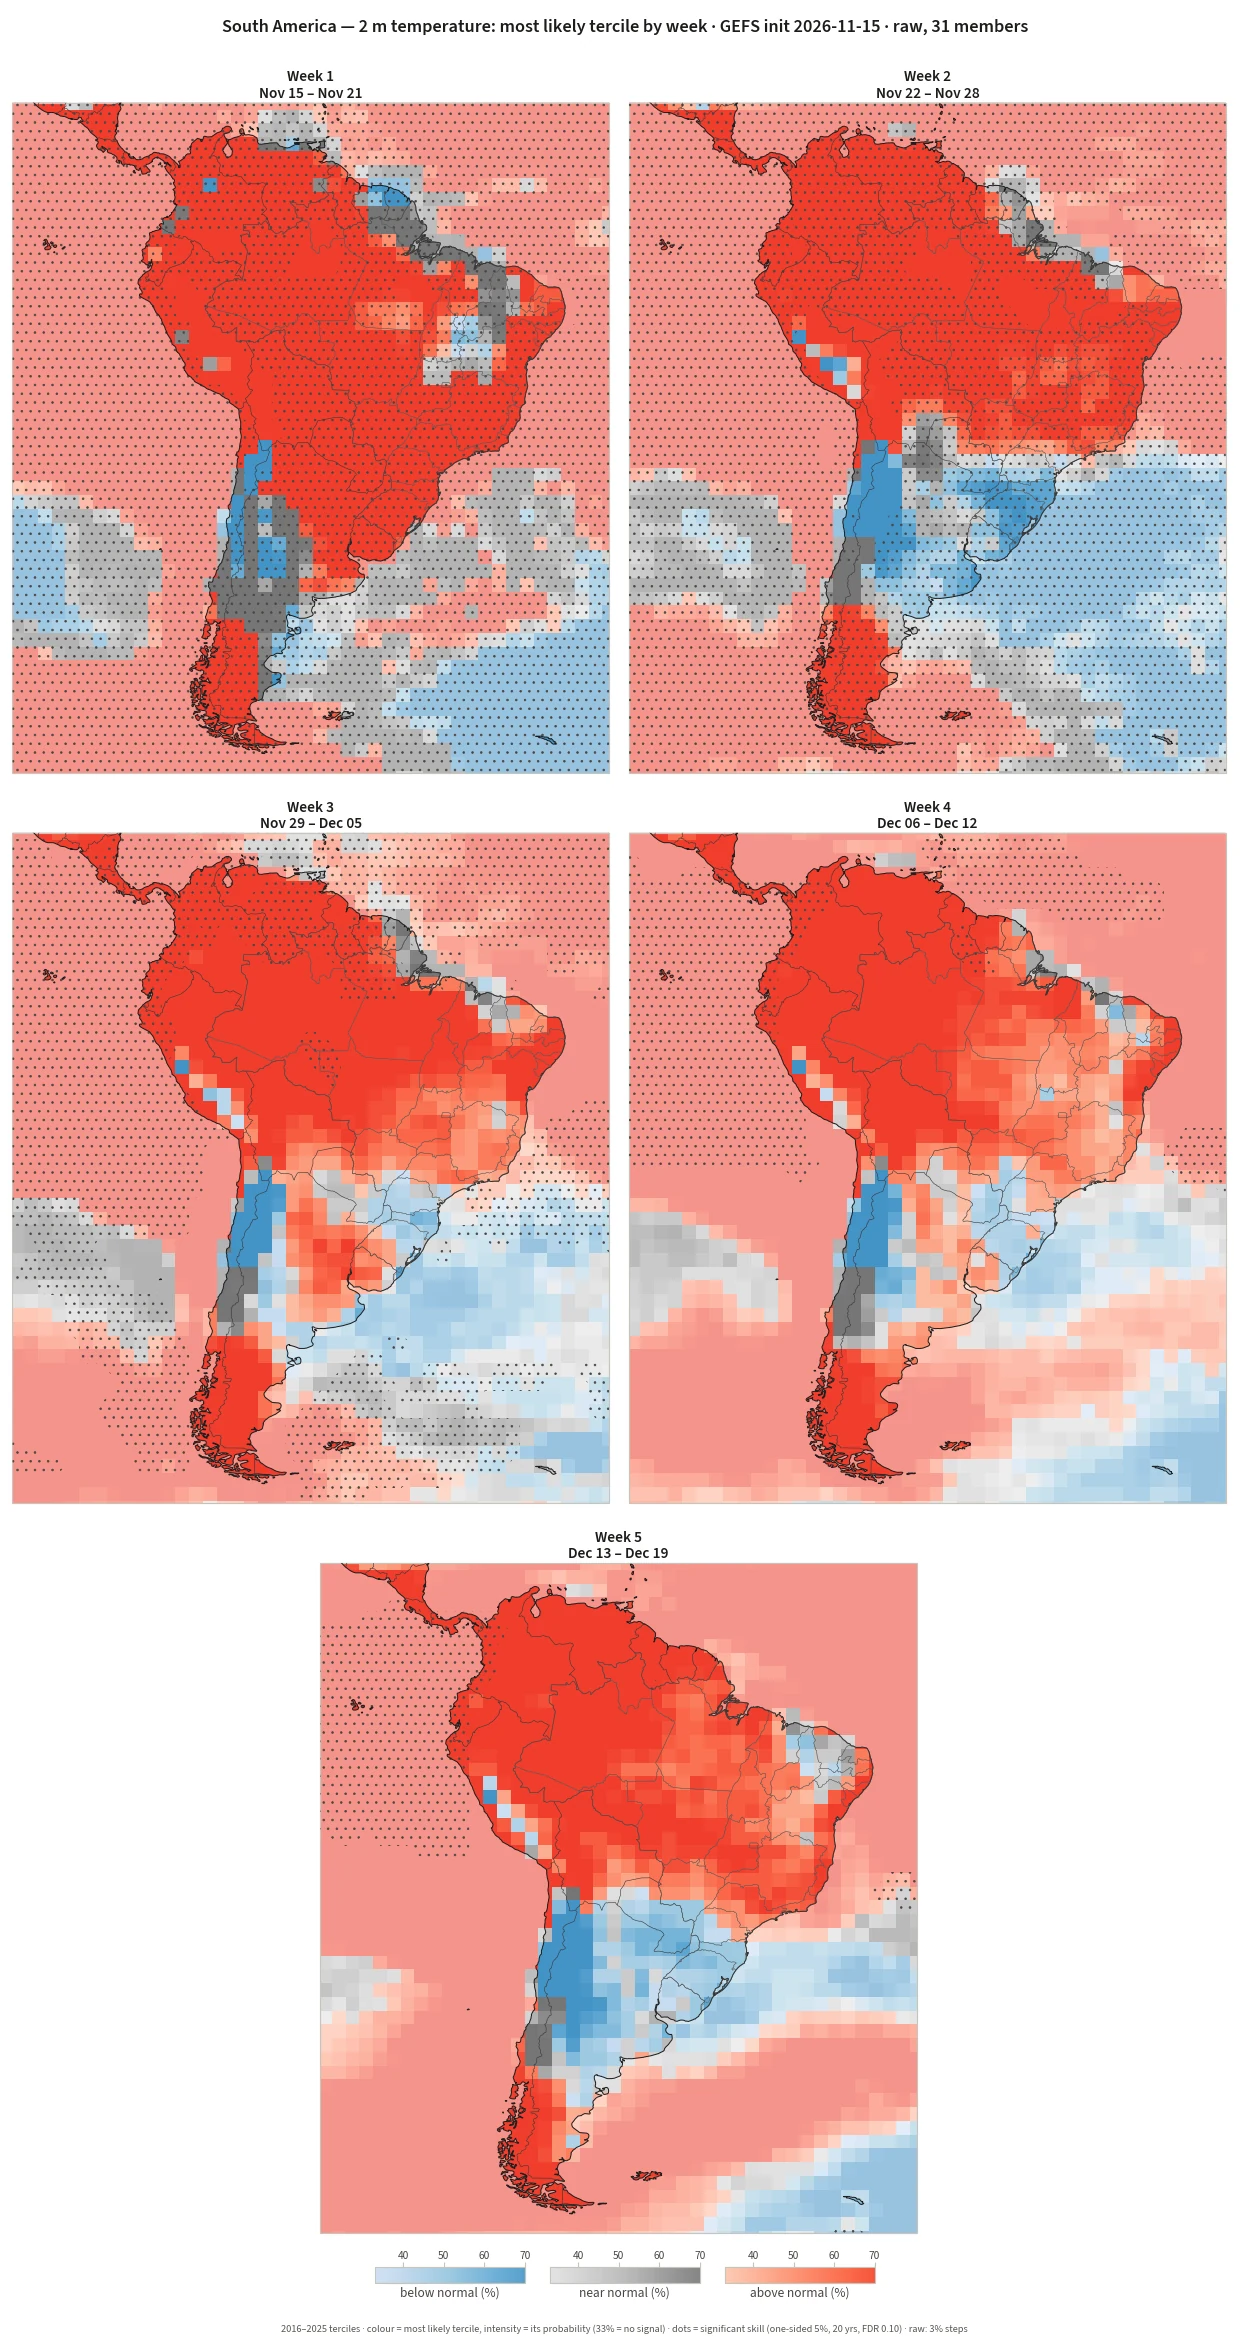 South America — 2 m temperature: most likely tercile by week · GEFS init 2026-11-15 · raw, 31 members
Week 1
Nov 15 – Nov 21
Week 2
Nov 22 – Nov 28
Week 3
Nov 29 – Dec 05
Week 4
Dec 06 – Dec 12
Week 5
Dec 13 – Dec 19
40 50 60 70
below normal (%)
40 50 60 70
near normal (%)
40 50 60 70
above normal (%)
2016–2025 terciles · colour = most likely tercile, intensity = its probability (33% = no signal) · dots = significant skill (one-sided 5%, 20 yrs, FDR 0.10) · raw: 3% steps